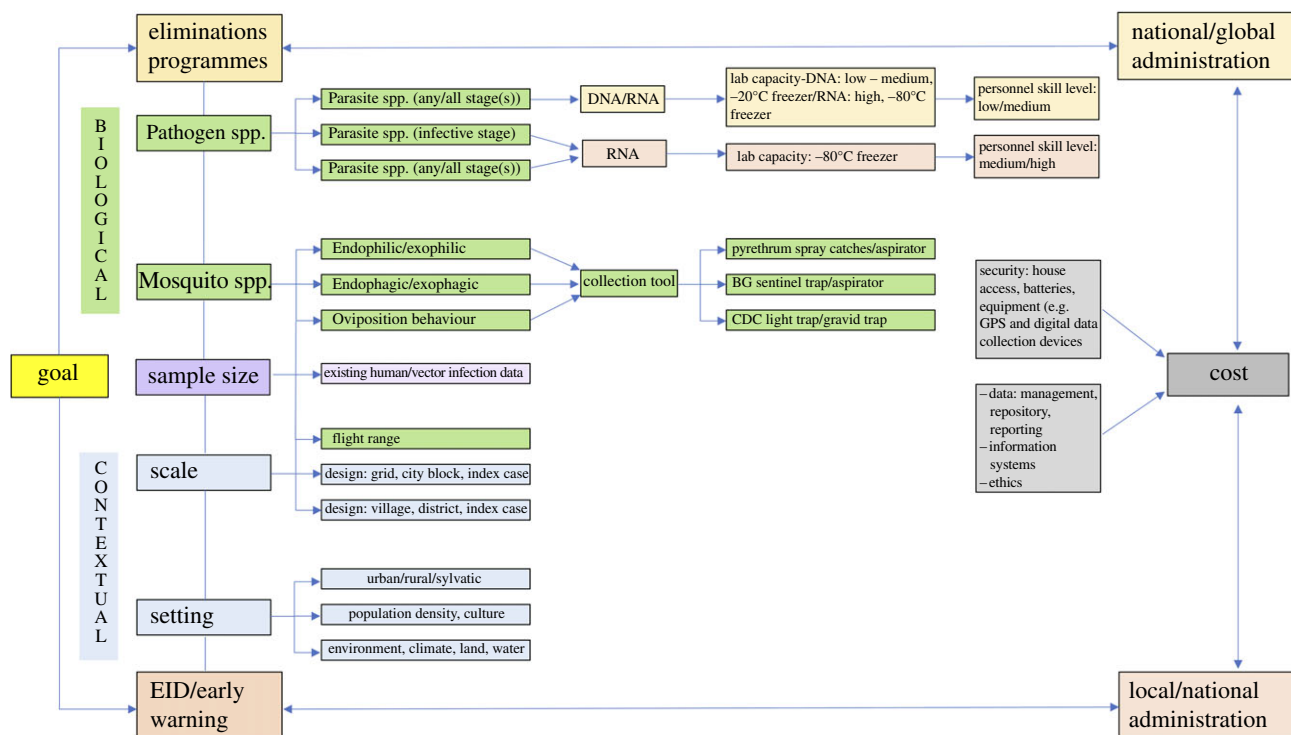 eliminations
programmes
national/global
administration
BIOLOGICAL
Pathogen spp.
Parasite spp. (any/all stage(s))
Parasite spp. (infective stage)
Parasite spp. (any/all stage(s))
DNA/RNA
RNA
lab capacity-DNA: low – medium,
–20°C freezer/RNA: high, –80°C
freezer
lab capacity: –80°C freezer
personnel skill level:
low/medium
personnel skill level:
medium/high
Mosquito spp.
Endophilic/exophilic
Endophagic/exophagic
Oviposition behaviour
collection tool
pyrethrum spray catches/aspirator
BG sentinel trap/aspirator
CDC light trap/gravid trap
security: house
access, batteries,
equipment (e.g.
GPS and digital data
collection devices
goal
sample size
existing human/vector infection data
cost
– data: management,
repository,
reporting
– information
systems
– ethics
CONTEXTUAL
scale
flight range
design: grid, city block, index case
design: village, district, index case
setting
urban/rural/sylvatic
population density, culture
environment, climate, land, water
EID/early
warning
local/national
administration